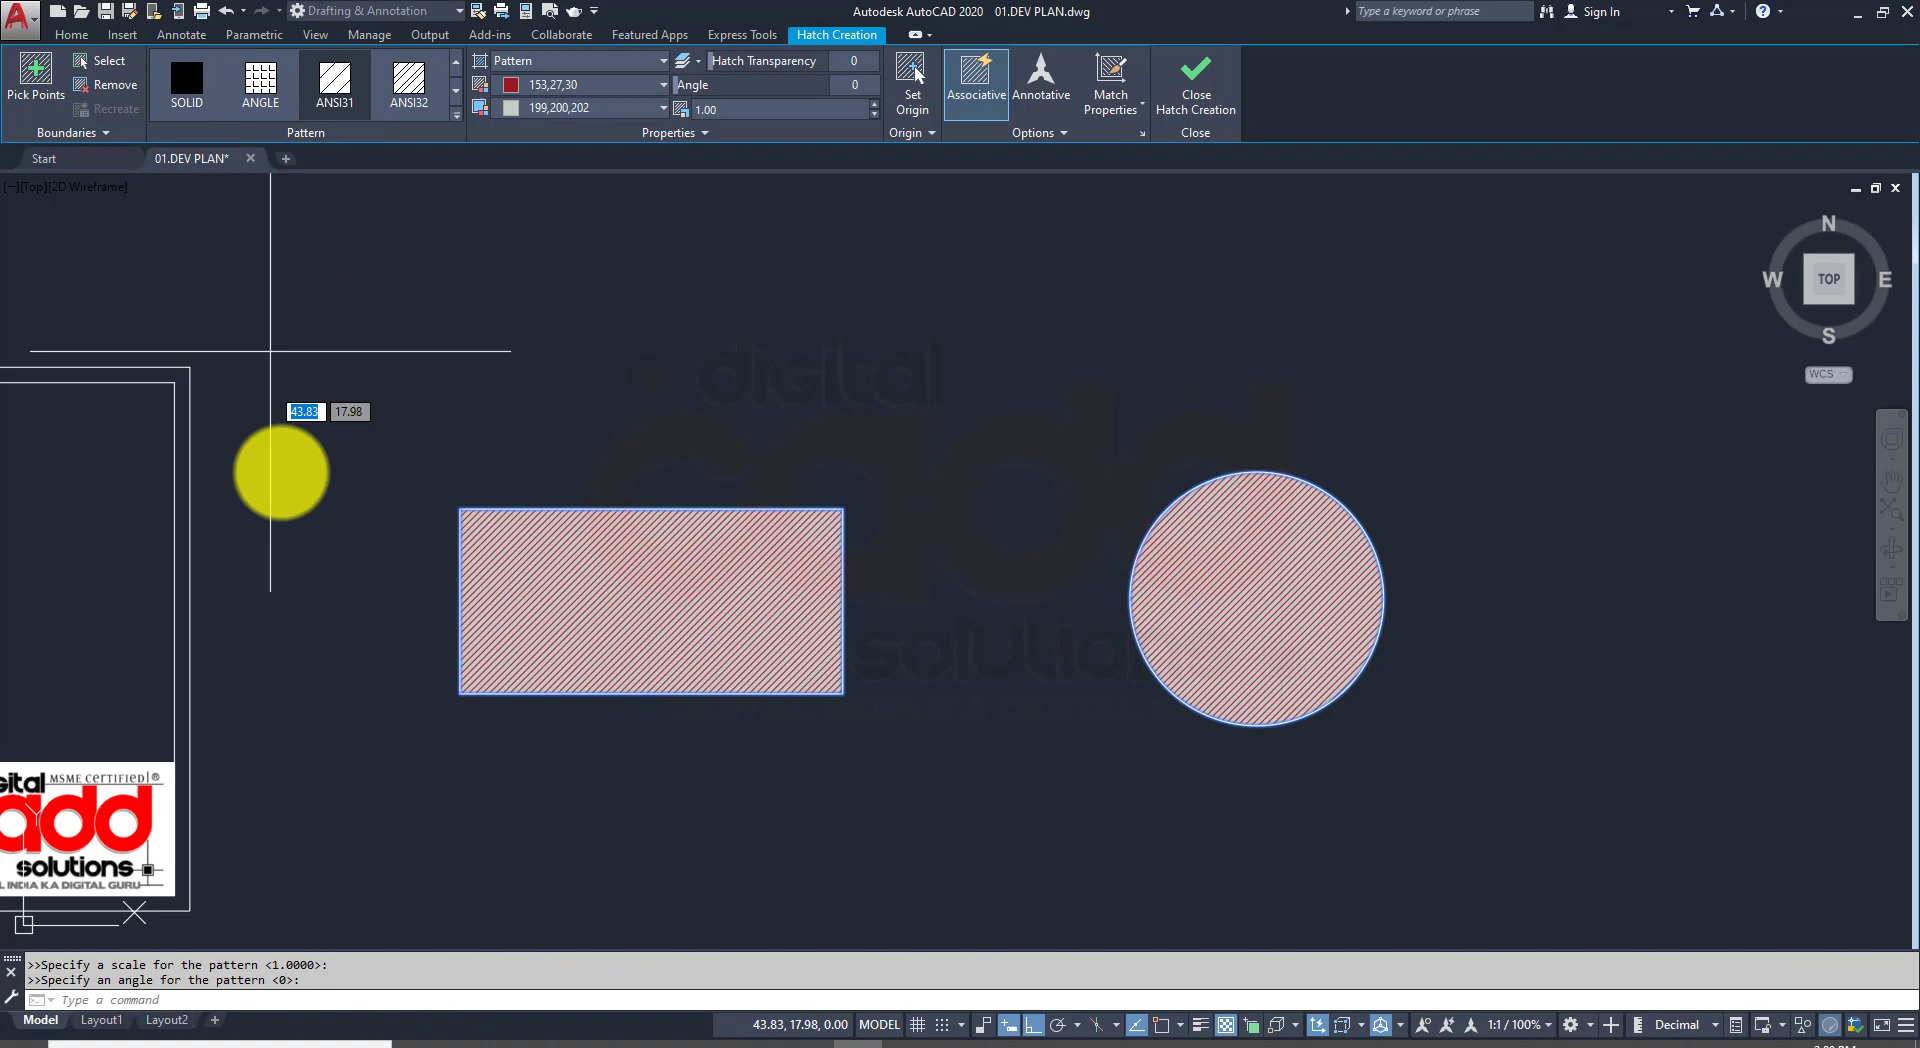 Drafting & Annotation
Autodesk AutoCAD 2020 01.DEV PLAN.dwg
Type a keyword or phrase
Sign In
Home Insert Annotate Parametric View Manage Output Add-ins Collaborate Featured Apps Express Tools Hatch Creation
Pick Points
Select
Remove
Recreate
Boundaries
SOLID
ANGLE
ANSI31
ANSI32
Pattern
Pattern
Hatch Transparency 0
153,27,30
Angle 0
199,200,202
1.00
Properties
Set
Origin
Origin
Associative
Annotative
Match
Properties
Options
Close
Hatch Creation
Close
Start
01.DEV PLAN*
[−][Top][2D Wireframe]
N
W
TOP
E
S
WCS
43.83 17.98
digital
cadd
solutions
gital MSME CERTIFIED ®
add
solutions
L INDIA KA DIGITAL GURU
>>Specify a scale for the pattern <1.0000>:
>>Specify an angle for the pattern <0>:
Type a command
Model
Layout1
Layout2
43.83, 17.98, 0.00
MODEL
1:1 / 100%
Decimal